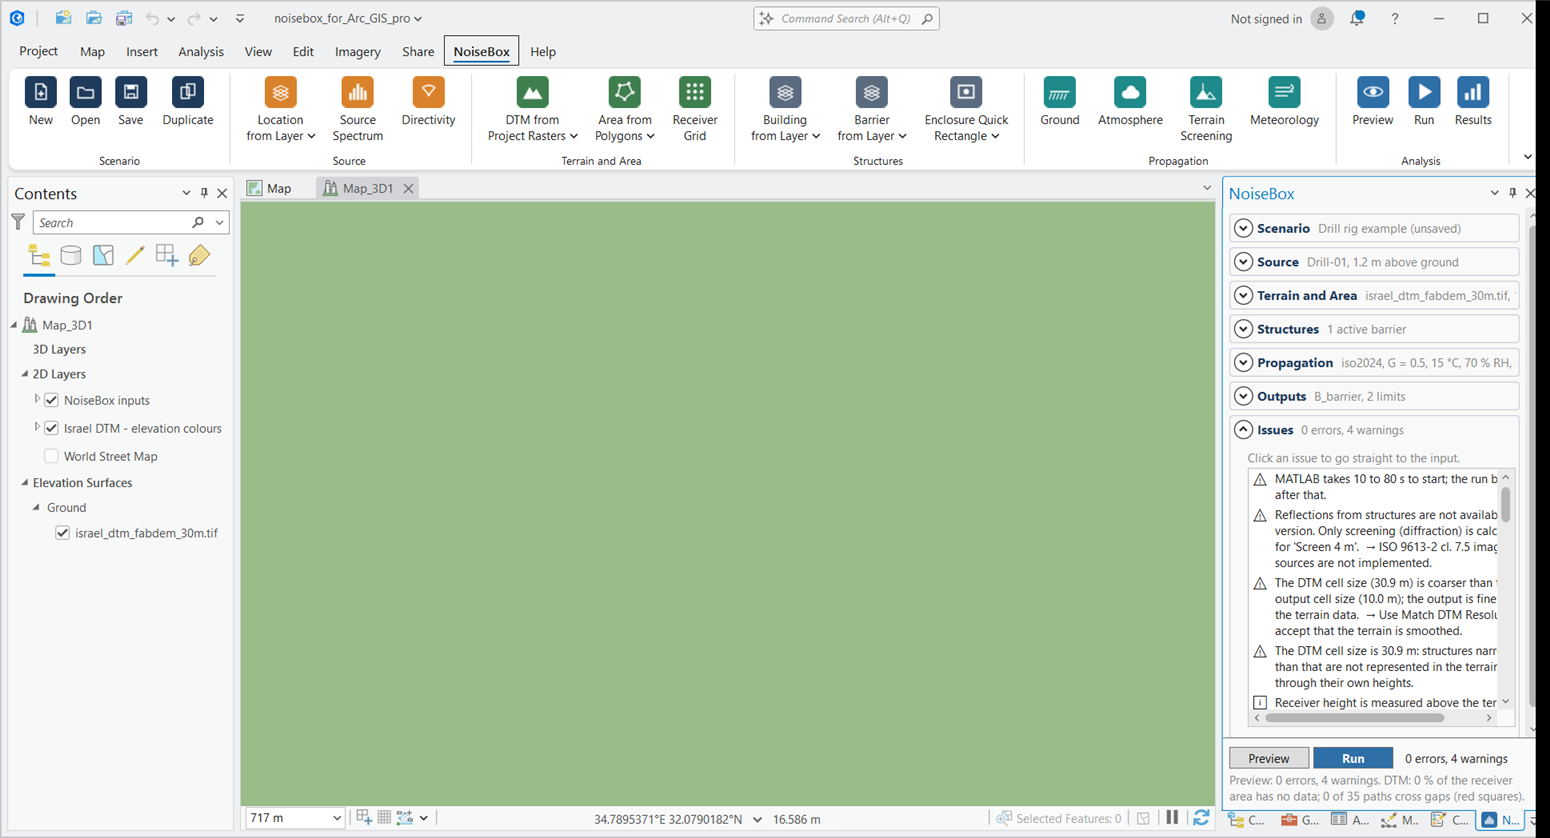 noisebox_for_Arc_GIS_pro
Command Search (Alt+Q)
Not signed in
?
Project
Map
Insert
Analysis
View
Edit
Imagery
Share
NoiseBox
Help
New
Open
Save
Duplicate
Scenario
Location
from Layer
Source
Spectrum
Directivity
Source
DTM from
Project Rasters
Area from
Polygons
Receiver
Grid
Terrain and Area
Building
from Layer
Barrier
from Layer
Enclosure Quick
Rectangle
Structures
Ground
Atmosphere
Terrain
Screening
Meteorology
Propagation
Preview
Run
Results
Analysis
Contents
Search
Drawing Order
Map_3D1
3D Layers
2D Layers
NoiseBox inputs
Israel DTM - elevation colours
World Street Map
Elevation Surfaces
Ground
israel_dtm_fabdem_30m.tif
Map
Map_3D1
717 m
34.7895371°E 32.0790182°N
16.586 m
Selected Features: 0
NoiseBox
Scenario Drill rig example (unsaved)
Source Drill-01, 1.2 m above ground
Terrain and Area israel_dtm_fabdem_30m.tif,
Structures 1 active barrier
Propagation iso2024, G = 0.5, 15 °C, 70 % RH,
Outputs B_barrier, 2 limits
Issues 0 errors, 4 warnings
Click an issue to go straight to the input.
MATLAB takes 10 to 80 s to start; the run b
after that.
Reflections from structures are not availab
version. Only screening (diffraction) is calc
for 'Screen 4 m'. → ISO 9613-2 cl. 7.5 imag
sources are not implemented.
The DTM cell size (30.9 m) is coarser than
output cell size (10.0 m); the output is fine
the terrain data. → Use Match DTM Resolu
accept that the terrain is smoothed.
The DTM cell size is 30.9 m: structures narr
than that are not represented in the terrain
through their own heights.
Receiver height is measured above the ter
Preview
Run
0 errors, 4 warnings
Preview: 0 errors, 4 warnings. DTM: 0 % of the receiver
area has no data; 0 of 35 paths cross gaps (red squares).
C...
G...
A...
M...
C...
N...